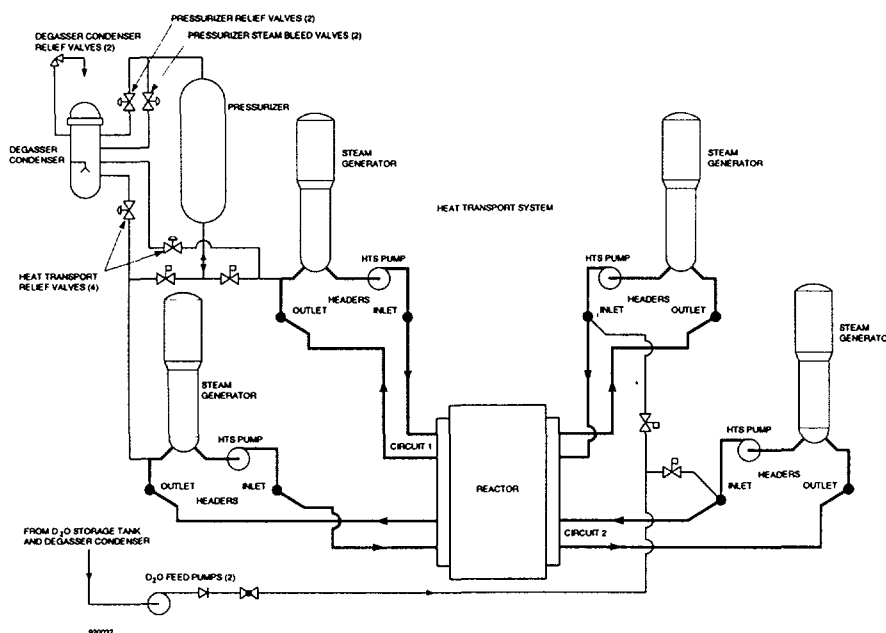 PRESSURIZER RELIEF VALVES (2)
DEGASSER CONDENSER
RELIEF VALVES (2)
PRESSURIZER STEAM BLEED VALVES (2)
PRESSURIZER
DEGASSER
CONDENSER
STEAM
GENERATOR
STEAM
GENERATOR
HEAT TRANSPORT SYSTEM
HTS PUMP
HTS PUMP
HEAT TRANSPORT
RELIEF VALVES (4)
HEADERS
OUTLET
INLET
HEADERS
INLET
OUTLET
STEAM
GENERATOR
STEAM
GENERATOR
HTS PUMP
HTS PUMP
CIRCUIT 1
REACTOR
HEADERS
OUTLET
INLET
HEADERS
INLET
OUTLET
CIRCUIT 2
FROM D₂O STORAGE TANK
AND DEGASSER CONDENSER
D₂O FEED PUMPS (2)